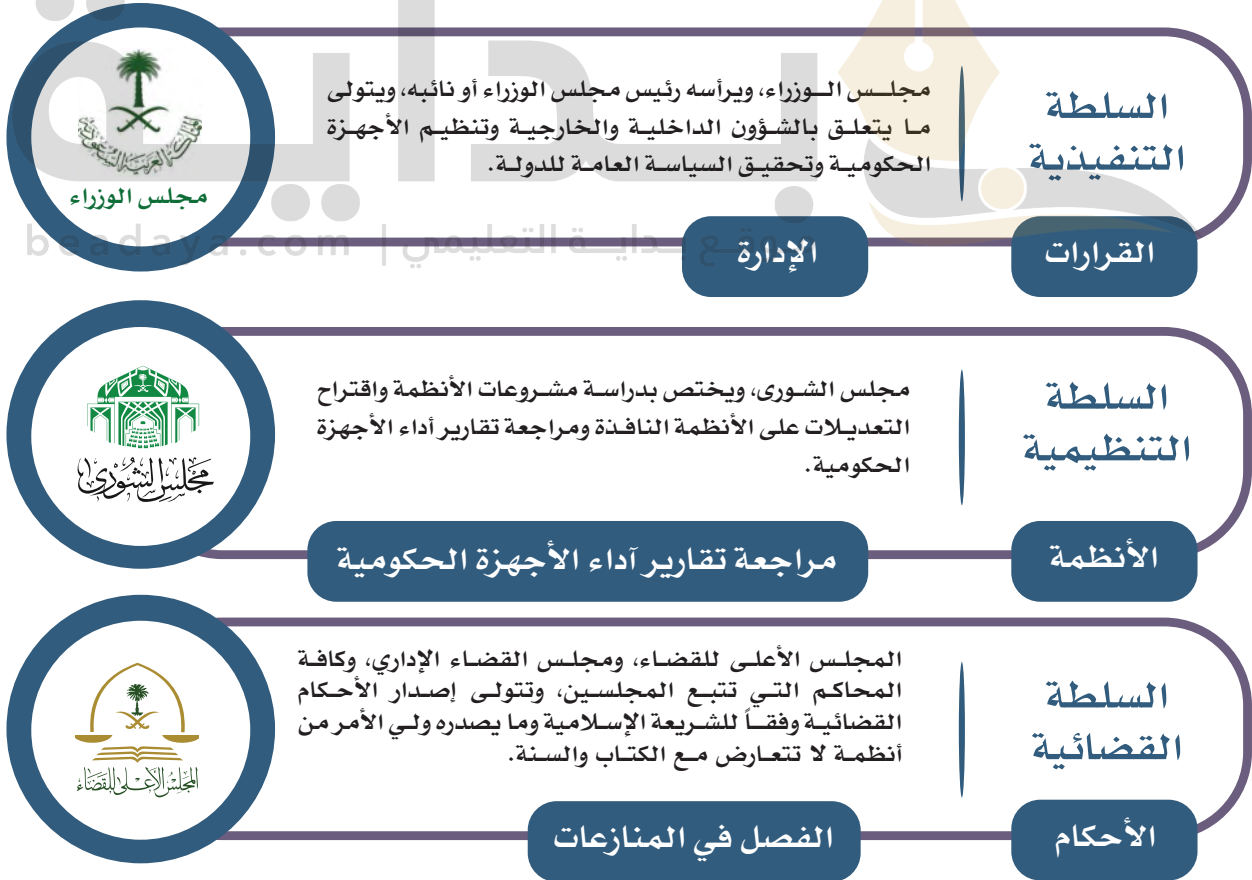 السلطة
التنفيذية
مجلس الوزراء، ويرأسه رئيس مجلس الوزراء أو نائبه، ويتولى
ما يتعلق بالشؤون الداخلية والخارجية وتنظيم الأجهزة
الحكومية وتحقيق السياسة العامة للدولة.
المملكة العربية السعودية
مجلس الوزراء
القرارات
الإدارة
بداية
موقع بداية التعليمي | beadaya.com
السلطة
التنظيمية
مجلس الشورى، ويختص بدراسة مشروعات الأنظمة واقتراح
التعديلات على الأنظمة النافذة ومراجعة تقارير أداء الأجهزة
الحكومية.
مجلس الشورى
الأنظمة
مراجعة تقارير آداء الأجهزة الحكومية
السلطة
القضائية
المجلس الأعلى للقضاء، ومجلس القضاء الإداري، وكافة
المحاكم التي تتبع المجلسين، وتتولى إصدار الأحكام
القضائية وفقاً للشريعة الإسلامية وما يصدره ولي الأمر من
أنظمة لا تتعارض مع الكتاب والسنة.
المجلس الأعلى للقضاء
الأحكام
الفصل في المنازعات